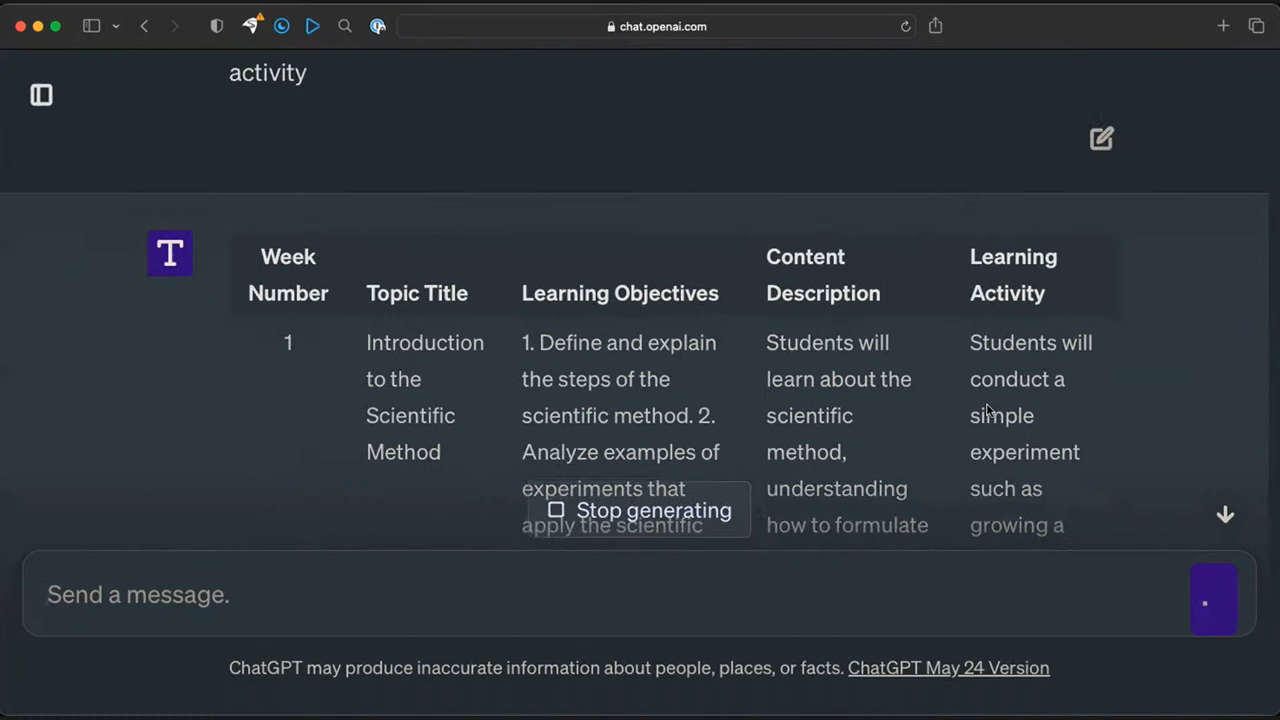 chat.openai.com
activity
T
Week Number
Topic Title
Learning Objectives
Content Description
Learning Activity
1
Introduction
to the
Scientific
Method
1. Define and explain
the steps of the
scientific method. 2.
Analyze examples of
experiments that
apply the scientific
Students will
learn about the
scientific
method,
understanding
how to formulate
Students will
conduct a
simple
experiment
such as
growing a
Stop generating
Send a message.
ChatGPT may produce inaccurate information about people, places, or facts. ChatGPT May 24 Version